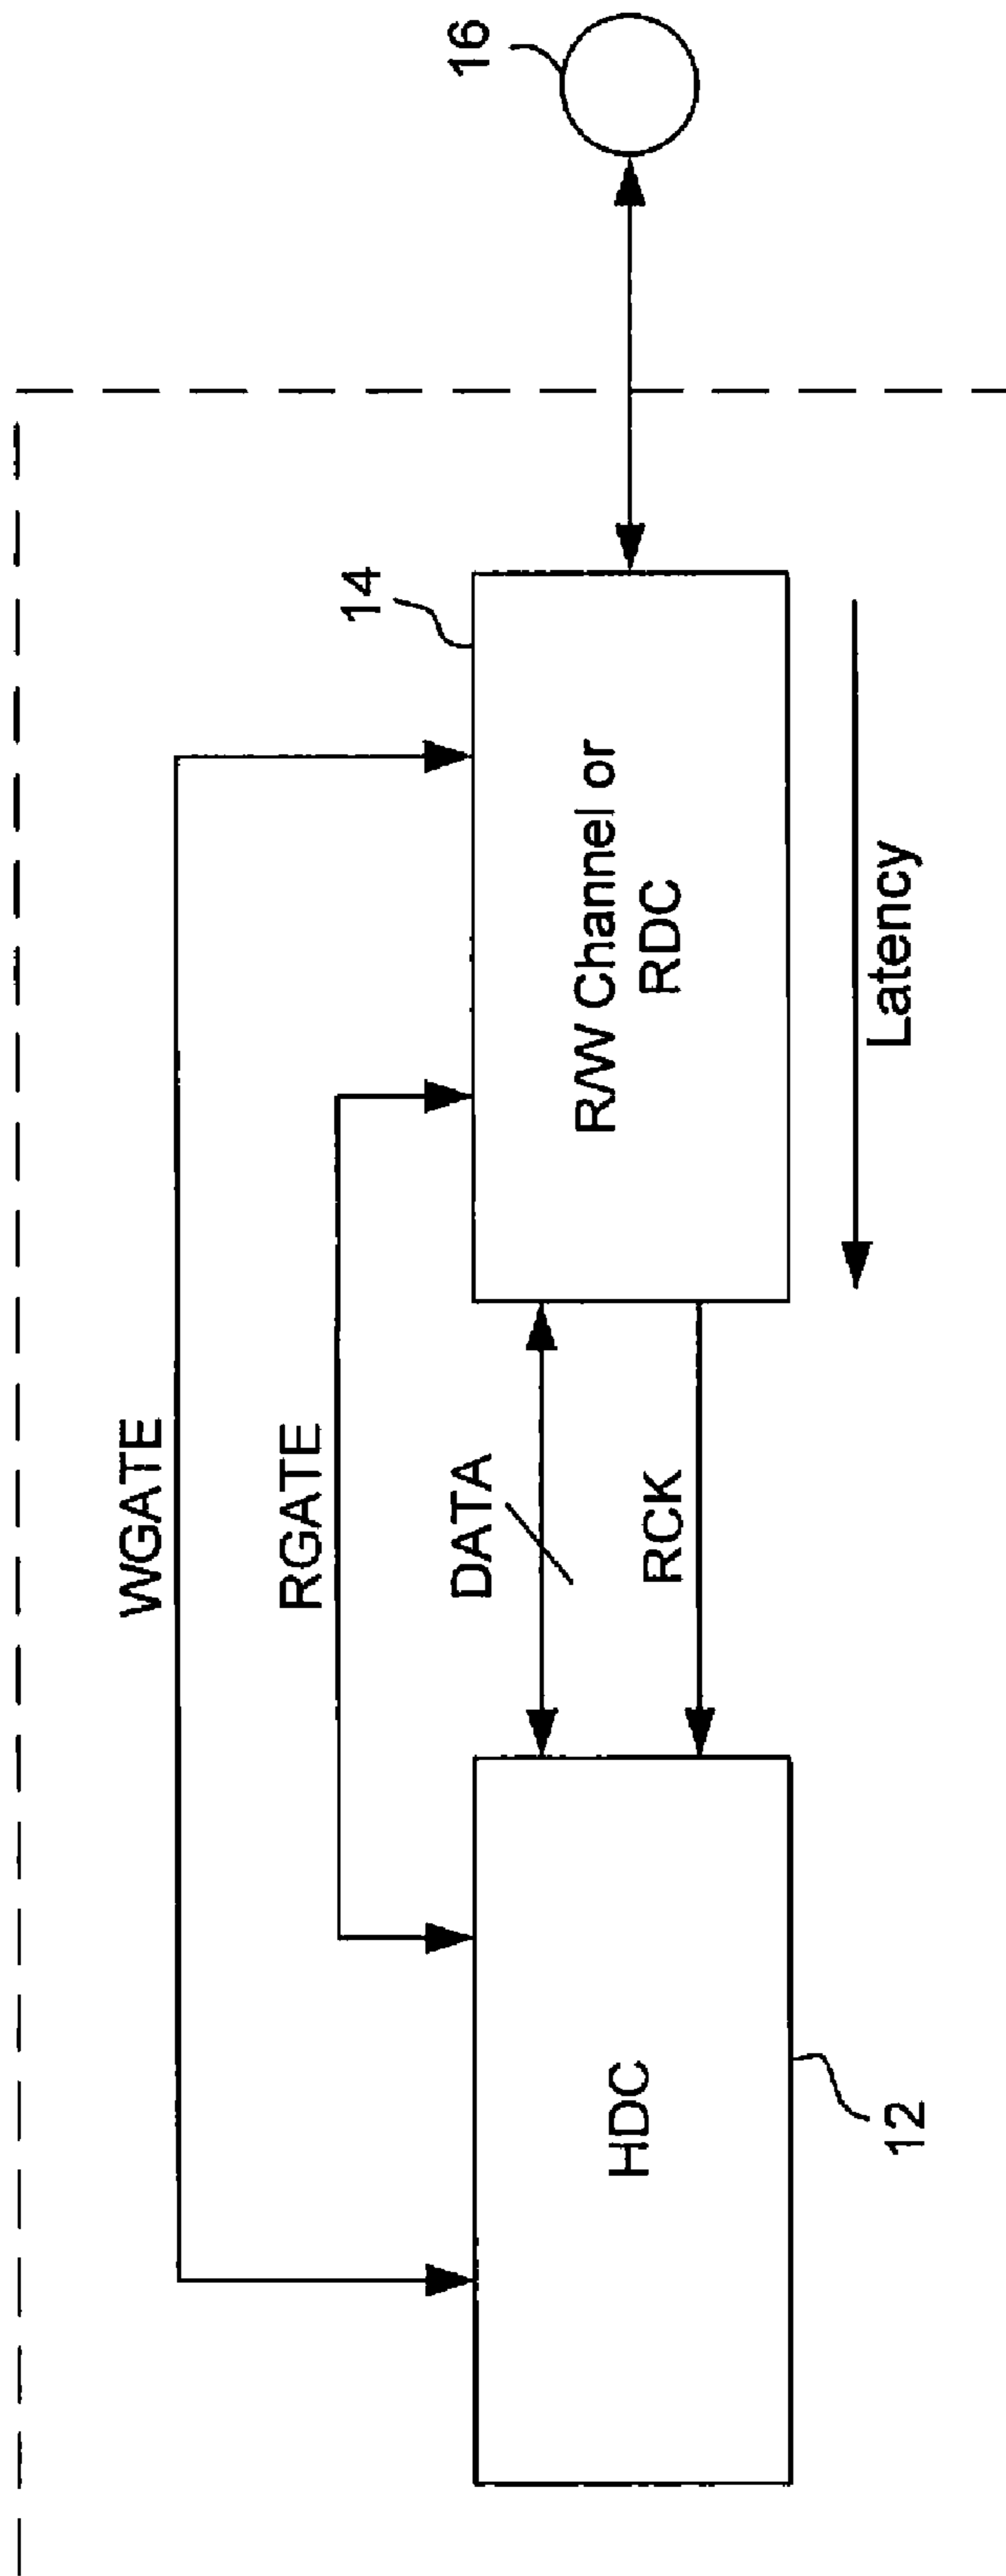 WGATE
RGATE
DATA
RCK
HDC
12
R/W Channel or
RDC
14
Latency
16